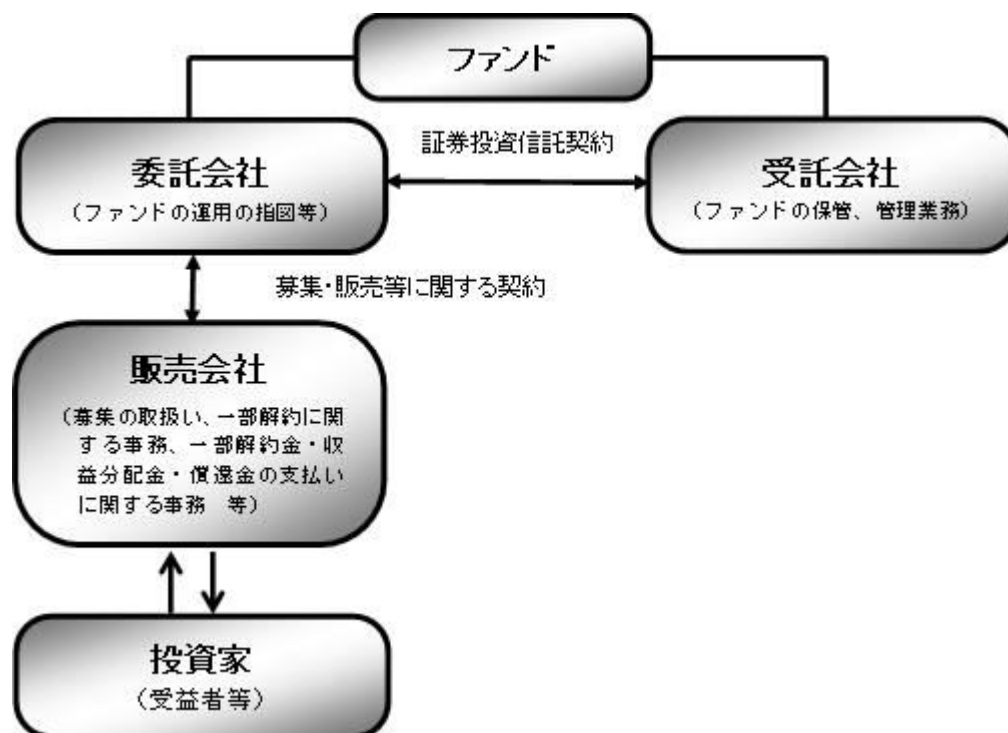 ファンド
証券投資信託契約
委託会社
(ファンドの運用の指図等)
受託会社
(ファンドの保管、管理業務)
募集・販売等に関する契約
販売会社
(募集の取扱い、一部解約に関
する事務、一部解約金・収
益分配金・償還金の支払い
に関する事務 等)
投資家
(受益者等)